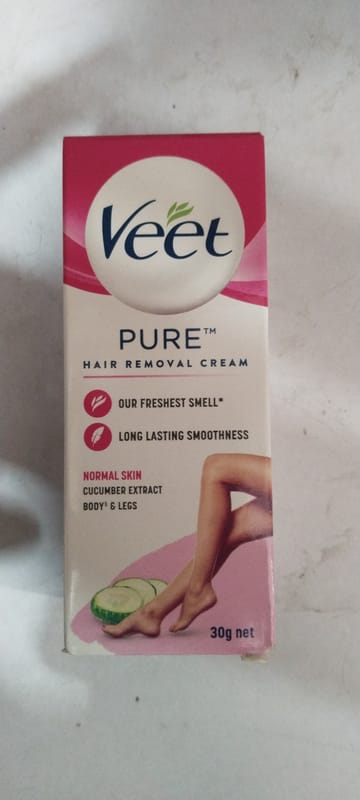 Veet
PURE™
HAIR REMOVAL CREAM
OUR FRESHEST SMELL*
LONG LASTING SMOOTHNESS
NORMAL SKIN
CUCUMBER EXTRACT
BODY§ & LEGS
30g net